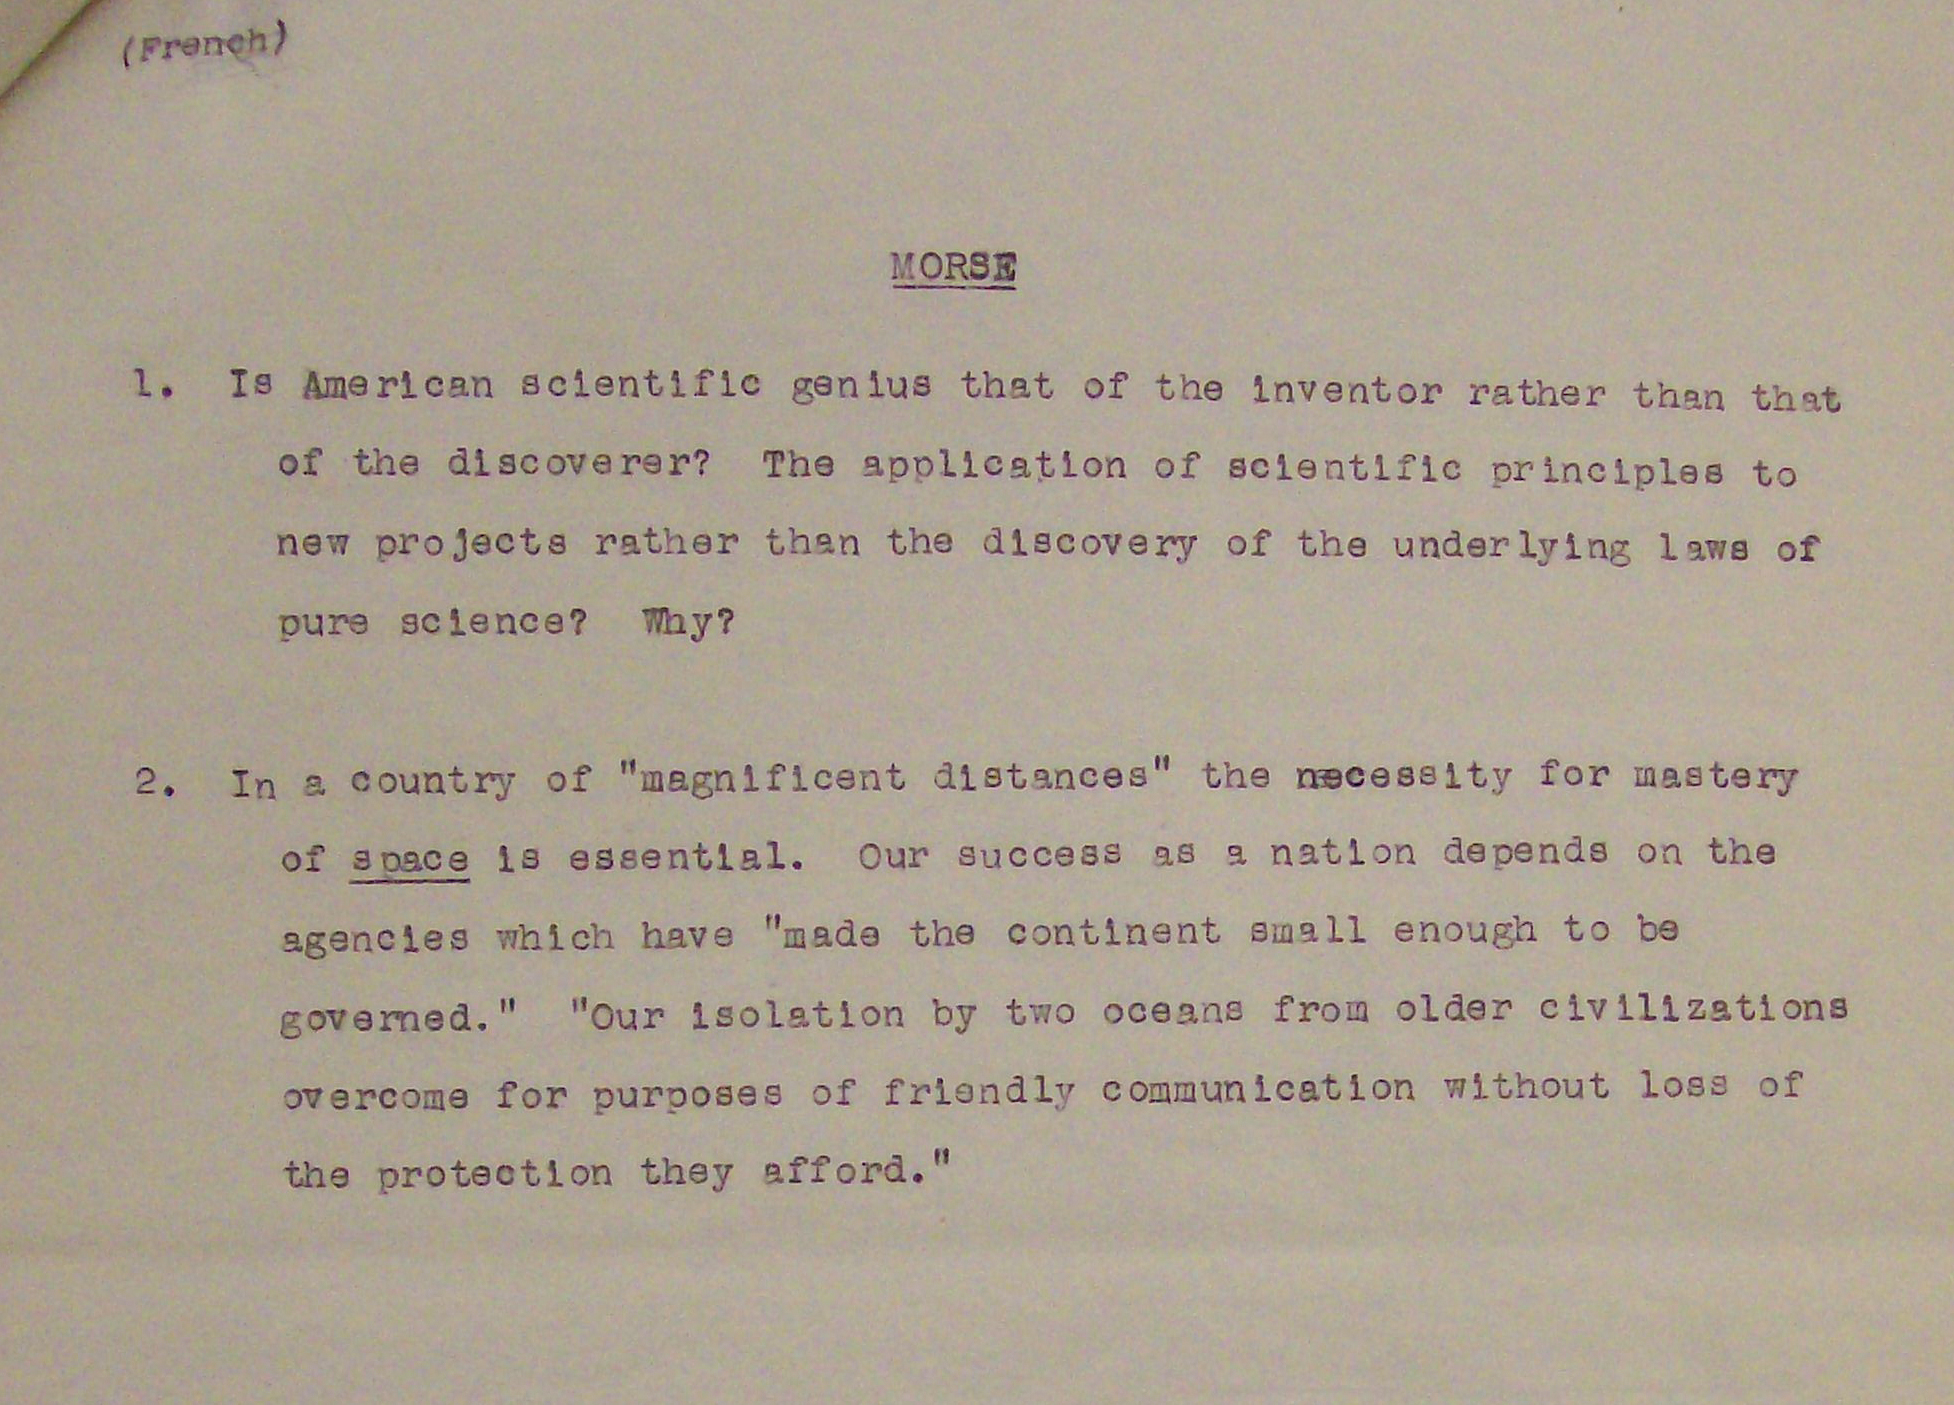 (French)
MORSE
1. Is American scientific genius that of the inventor rather than that
of the discoverer? The application of scientific principles to
new projects rather than the discovery of the underlying laws of
pure science? Why?
2. In a country of "magnificent distances" the necessity for mastery
of space is essential. Our success as a nation depends on the
agencies which have "made the continent small enough to be
governed." "Our isolation by two oceans from older civilizations
overcome for purposes of friendly communication without loss of
the protection they afford."